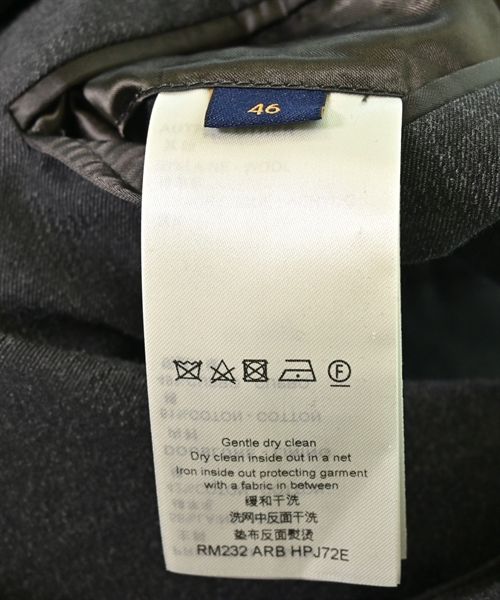 46
F
Gentle dry clean
Dry clean inside out in a net
Iron inside out protecting garment
with a fabric in between
缓和干洗
洗网中反面干洗
垫布反面熨烫
RM232 ARB HPJ72E